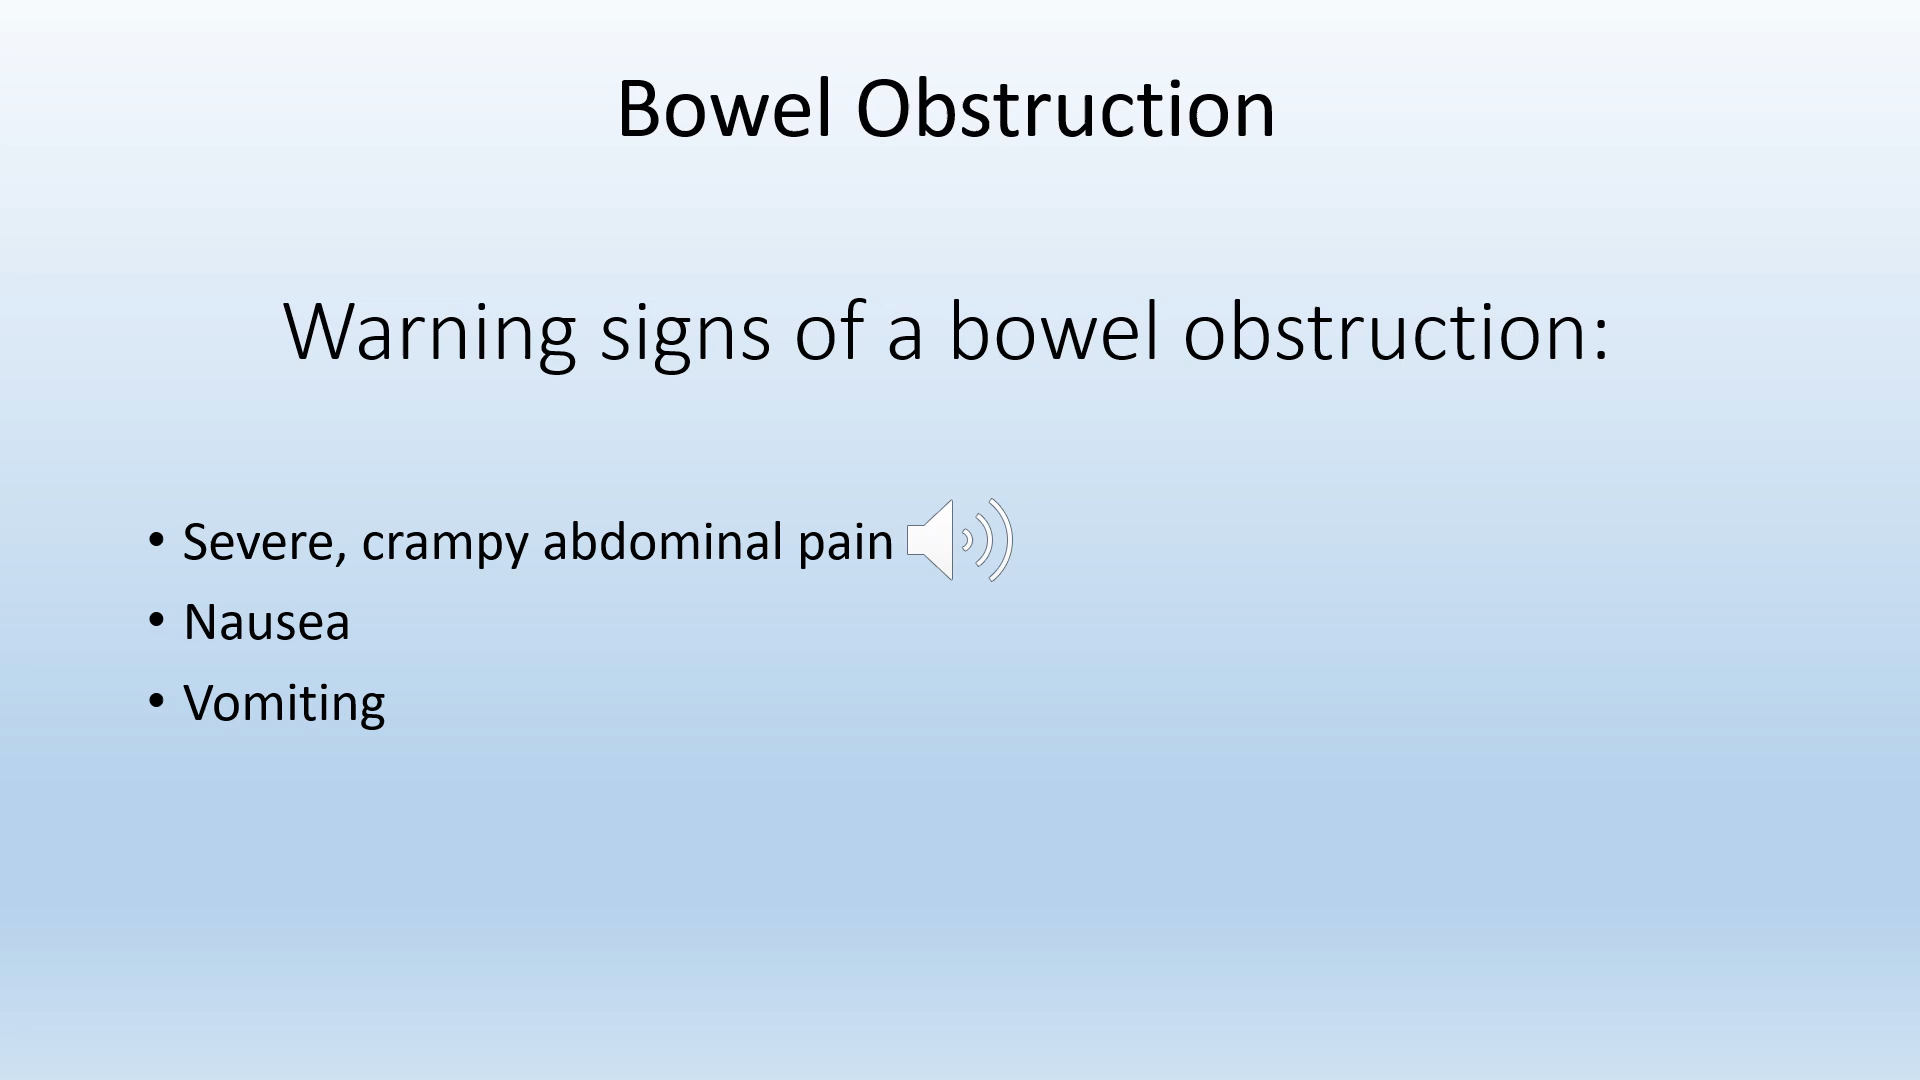 Bowel Obstruction
Warning signs of a bowel obstruction:
• Severe, crampy abdominal pain
• Nausea
• Vomiting